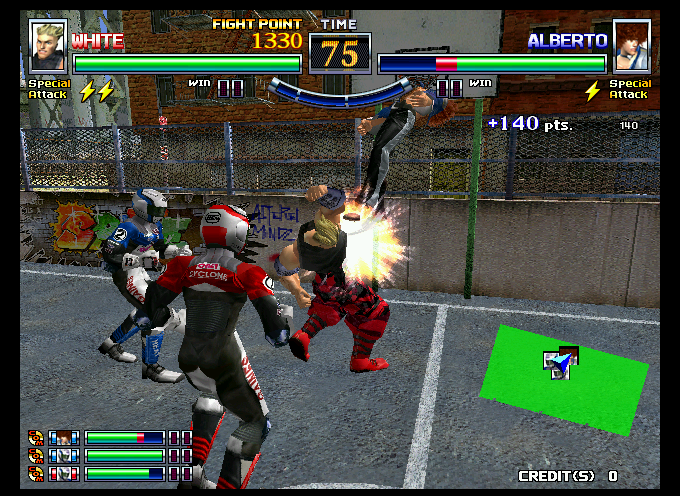 FIGHT POINT
TIME
WHITE
1330
75
ALBERTO
Special
Attack
WIN
WIN
Special
Attack
+140 pts.
140
CYCLONE
CREDIT(S) 0